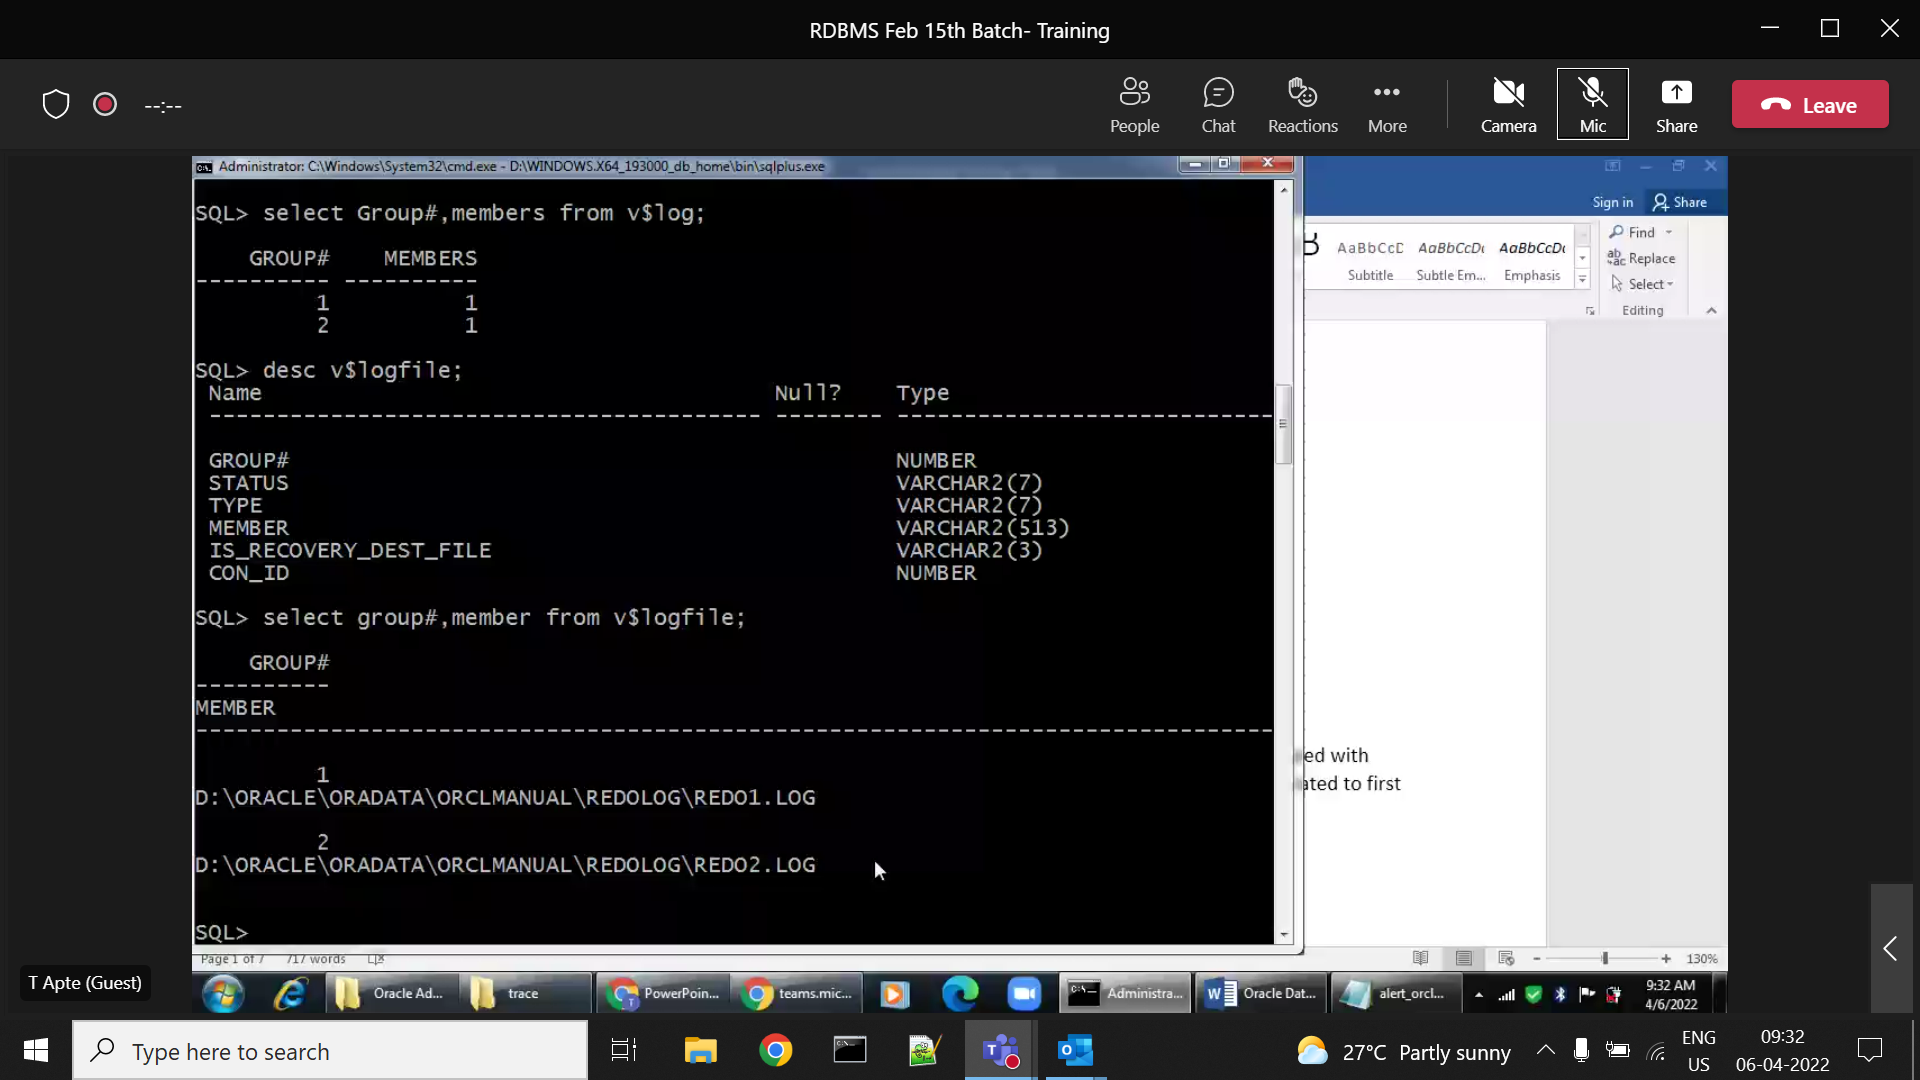 RDBMS Feb 15th Batch- Training
--:--
People
Chat
Reactions
More
Camera
Mic
Share
Leave
Administrator: C:\Windows\System32\cmd.exe - D:\WINDOWS.X64_193000_db_home\bin\sqlplus.exe
SQL> select Group#,members from v$log;
GROUP# MEMBERS
---------- ----------
1 1
2 1
SQL> desc v$logfile;
Name Null? Type
----------------------------------------- -------- ----------------------------
GROUP# NUMBER
STATUS VARCHAR2(7)
TYPE VARCHAR2(7)
MEMBER VARCHAR2(513)
IS_RECOVERY_DEST_FILE VARCHAR2(3)
CON_ID NUMBER
SQL> select group#,member from v$logfile;
GROUP#
----------
MEMBER
--------------------------------------------------------------------------------
1
D:\ORACLE\ORADATA\ORCLMANUAL\REDOLOG\REDO1.LOG
2
D:\ORACLE\ORADATA\ORCLMANUAL\REDOLOG\REDO2.LOG
SQL>
Sign in
Share
AaBbCcD
AaBbCcDt
AaBbCcDt
Subtitle
Subtle Em...
Emphasis
Find
Replace
Select
Editing
ed with
ated to first
Page 1 of 7 717 words
130%
T Apte (Guest)
Oracle Ad...
trace
PowerPoin...
teams.mic...
Administra...
Oracle Dat...
alert_orcl...
9:32 AM
4/6/2022
Type here to search
27°C Partly sunny
ENG
US
09:32
06-04-2022